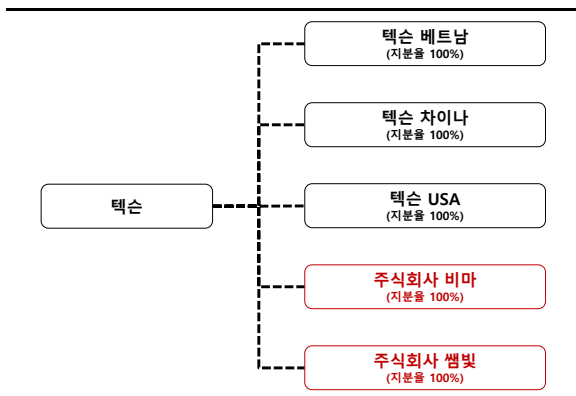 텍슨 베트남
(지분율 100%)
텍슨 차이나
(지분율 100%)
텍슨
텍슨 USA
(지분율 100%)
주식회사 비마
(지분율 100%)
주식회사 쌤빛
(지분율 100%)